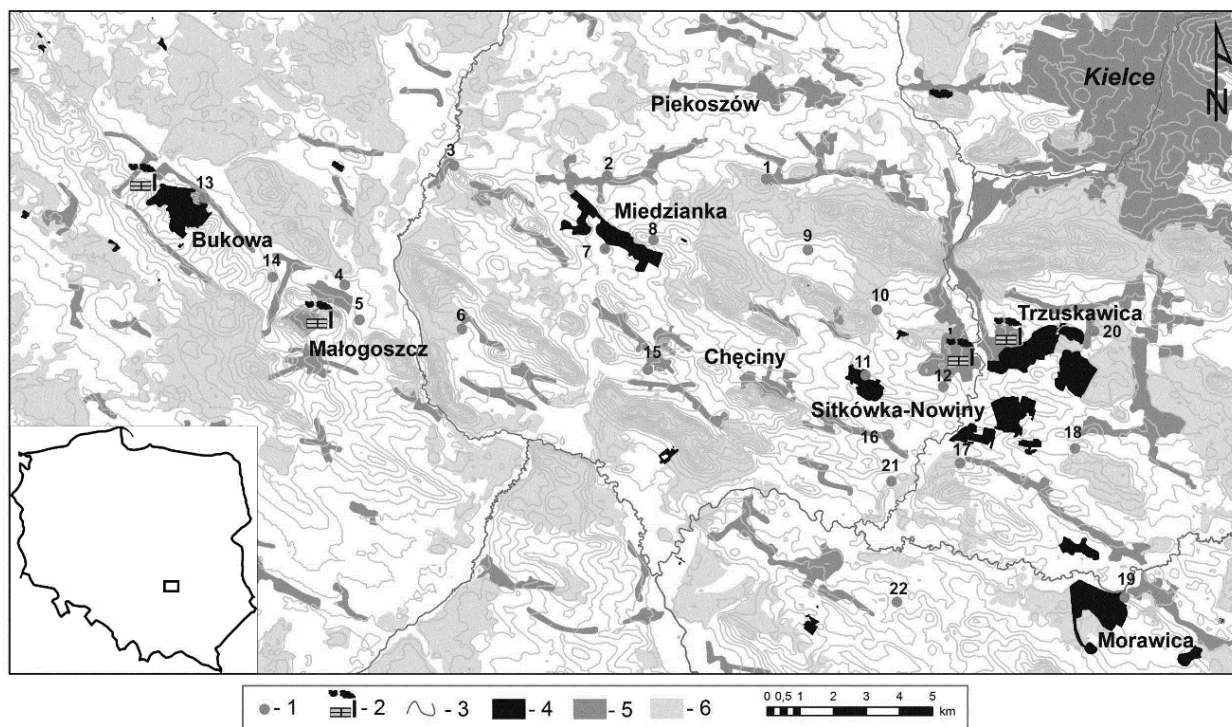 Kielce
N
Piekoszów
3
2
1
13
Miedzianka
8
9
7
Bukowa
14
4
10
5
6
Trzuskawica
20
Małogoszcz
15
Chęciny
11
12
Sitkówka-Nowiny
16
18
17
21
19
22
Morawica
- 1
- 2
- 3
- 4
- 5
- 6
0 0,5 1 2 3 4 5
km